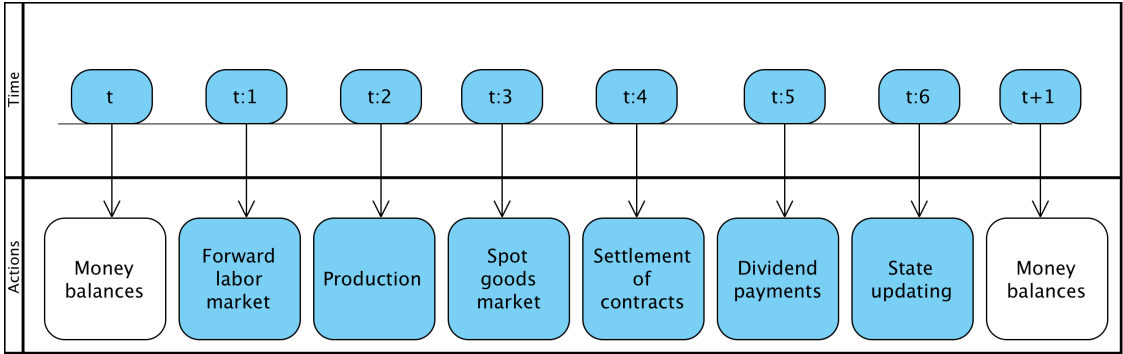 Time
t
t:1
t:2
t:3
t:4
t:5
t:6
t+1
Actions
Money
balances
Forward
labor
market
Production
Spot
goods
market
Settlement
of
contracts
Dividend
payments
State
updating
Money
balances